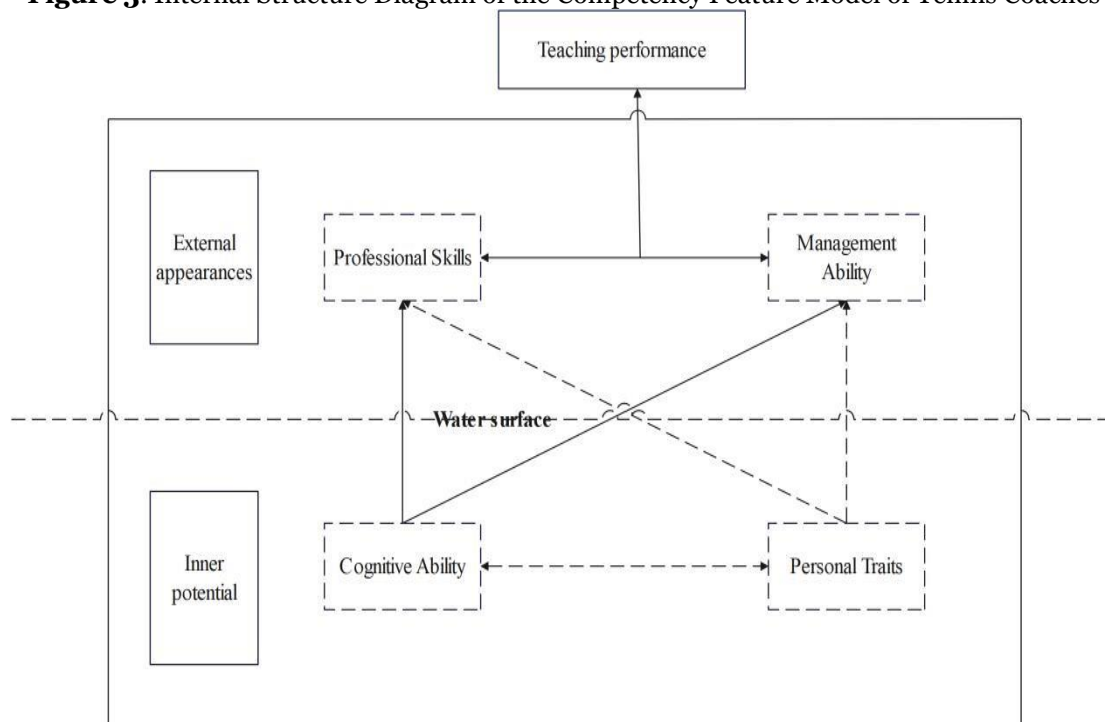 Figure 3. Internal Structure Diagram of the Competency Feature Model of Tennis Coaches
Teaching performance
External
appearances
Professional Skills
Management
Ability
Water surface
Inner
potential
Cognitive Ability
Personal Traits